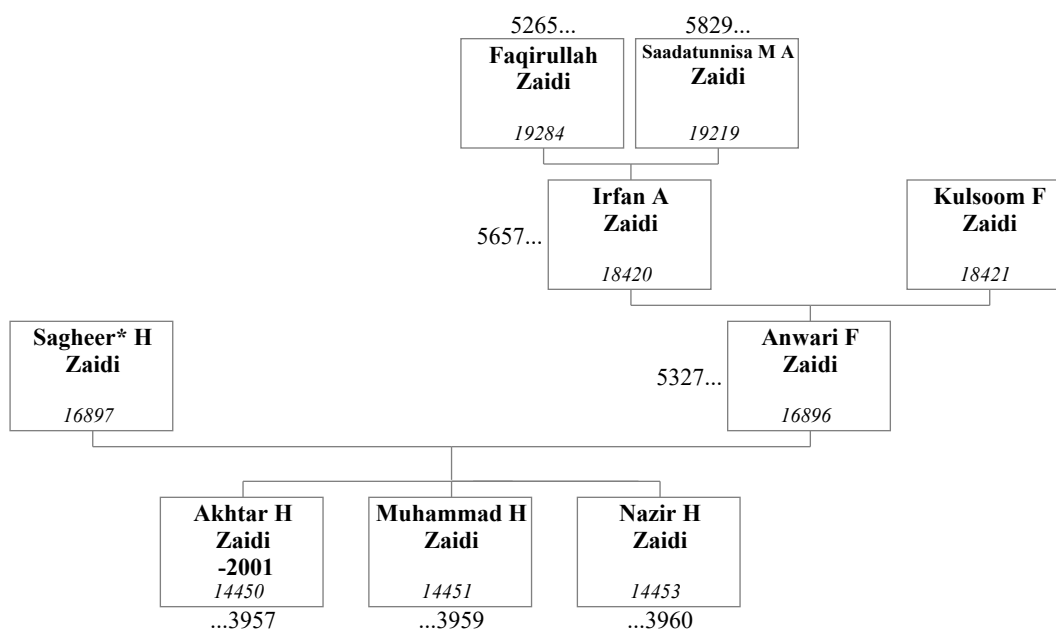 5265...
5829...
Faqirullah
Zaidi
19284
Saadatunnisa M A
Zaidi
19219
5657...
Irfan A
Zaidi
18420
Kulsoom F
Zaidi
18421
Sagheer* H
Zaidi
16897
5327...
Anwari F
Zaidi
16896
Akhtar H
Zaidi
-2001
14450
...3957
Muhammad H
Zaidi
14451
...3959
Nazir H
Zaidi
14453
...3960